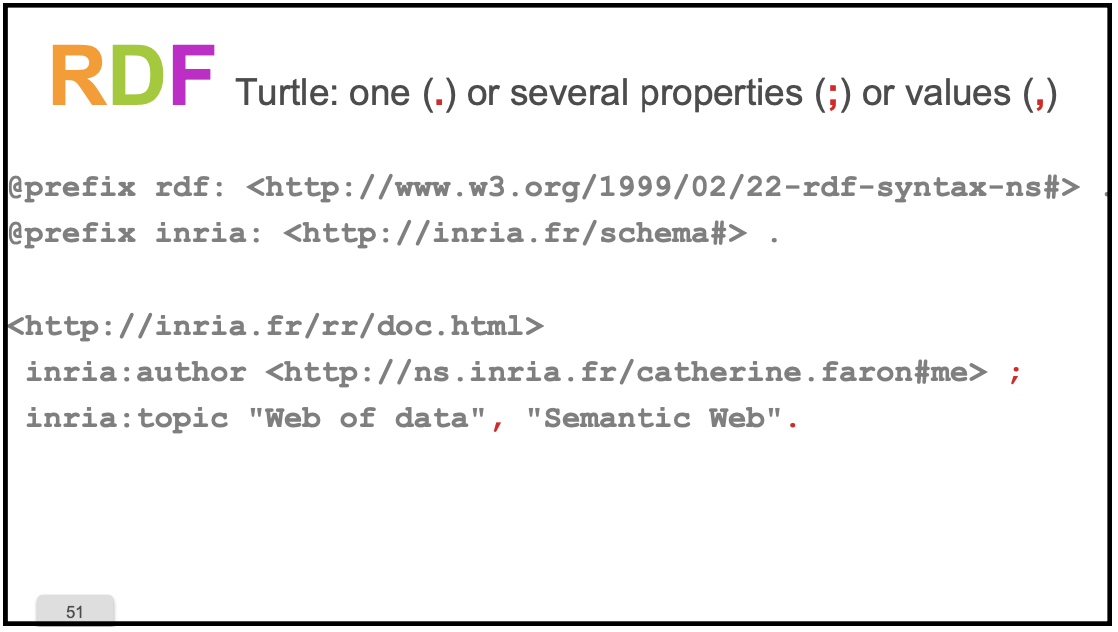 RDF Turtle: one (.) or several properties (;) or values (,)
@prefix rdf: <http://www.w3.org/1999/02/22-rdf-syntax-ns#> .
@prefix inria: <http://inria.fr/schema#> .
<http://inria.fr/rr/doc.html>
inria:author <http://ns.inria.fr/catherine.faron#me> ;
inria:topic "Web of data", "Semantic Web".
51